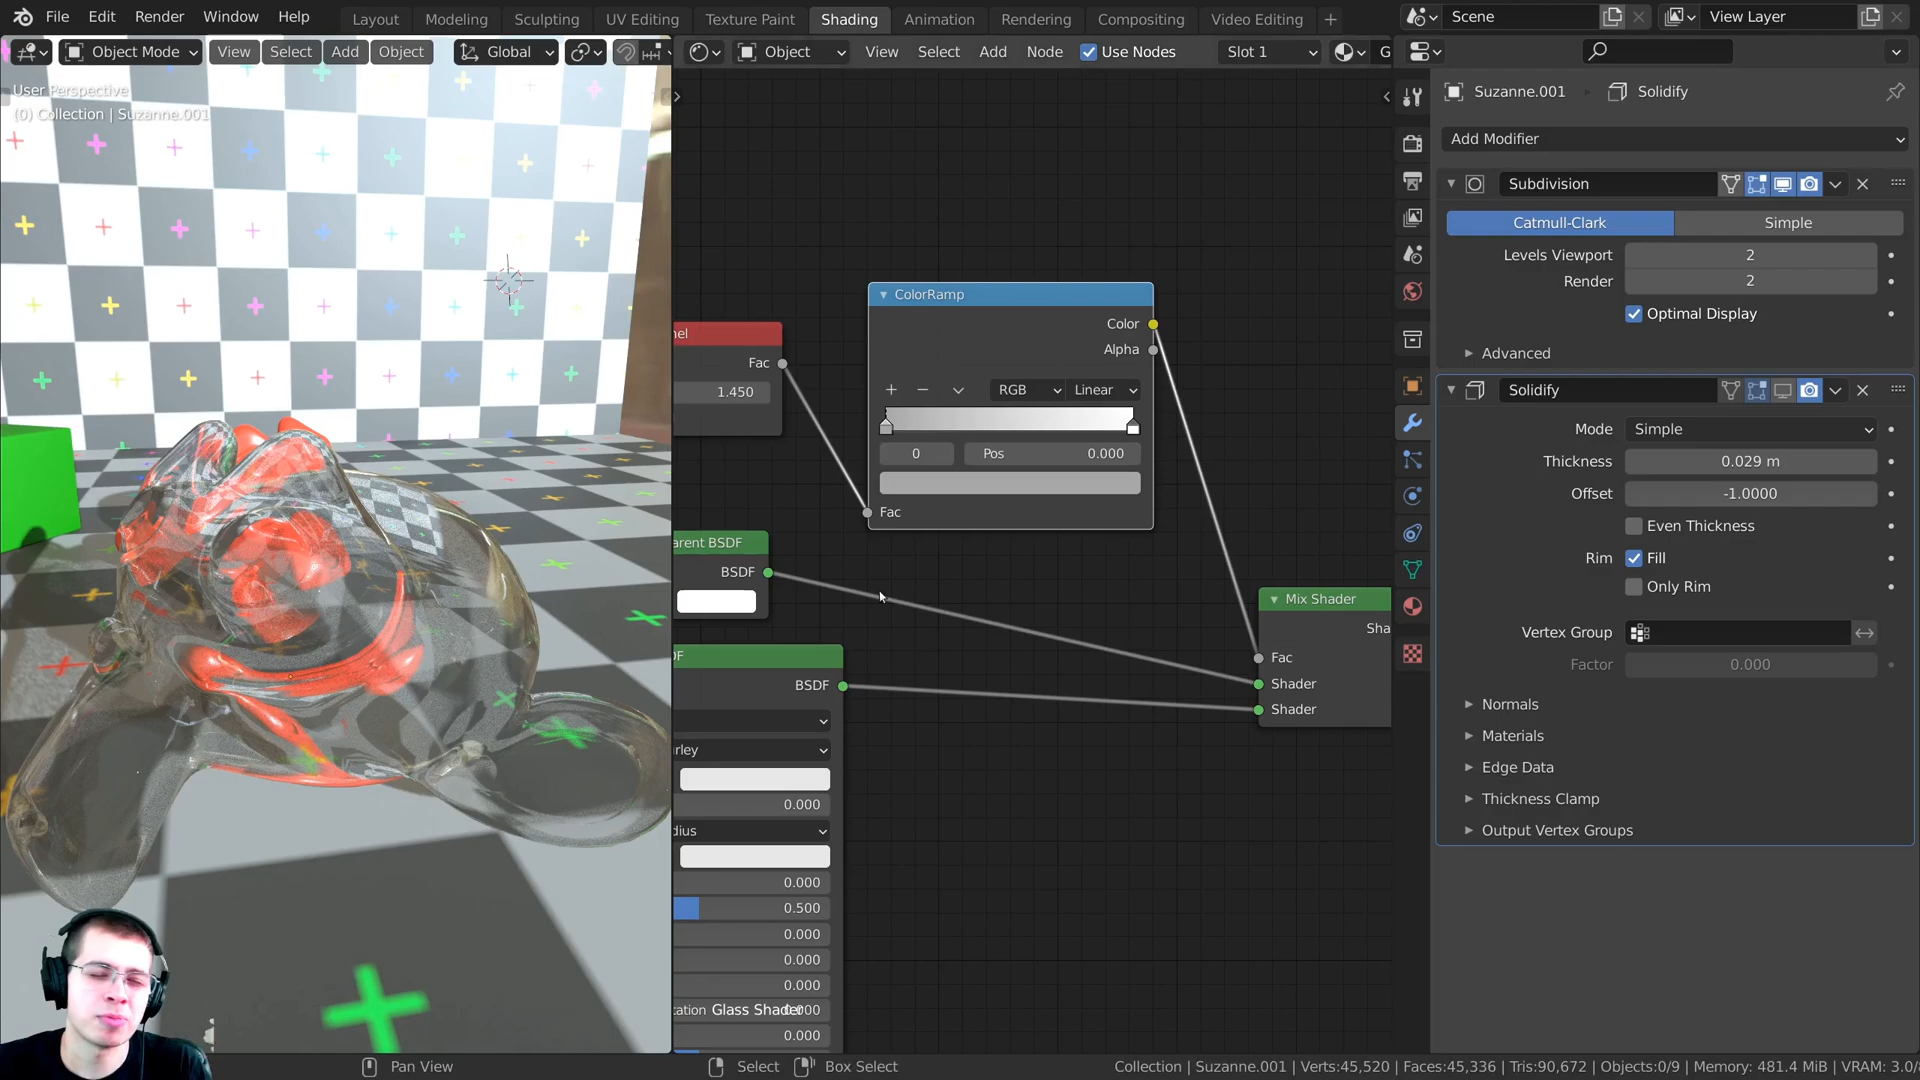 File Edit Render Window Help Layout Modeling Sculpting UV Editing Texture Paint Shading Animation Rendering Compositing Video Editing + Scene View Layer
Object Mode View Select Add Object Global
Object View Select Add Node Use Nodes Slot 1 G
User Perspective
(0) Collection | Suzanne.001
Suzanne.001 Solidify
Add Modifier
Subdivision
Catmull-Clark Simple
Levels Viewport 2
Render 2
Optimal Display
Advanced
Solidify
Mode Simple
Thickness 0.029 m
Offset -1.0000
Even Thickness
Rim Fill
Only Rim
Vertex Group
Factor 0.000
Normals
Materials
Edge Data
Thickness Clamp
Output Vertex Groups
nel
Fac
1.450
ColorRamp
Color
Alpha
+ − RGB Linear
0 Pos 0.000
Fac
arent BSDF
BSDF
DF
BSDF
rley
0.000
dius
0.000
0.500
0.000
0.000
0.000
tation Glass Shader 000
0.000
Mix Shader
Sha
Fac
Shader
Shader
Pan View Select Box Select
Collection | Suzanne.001 | Verts:45,520 | Faces:45,336 | Tris:90,672 | Objects:0/9 | Memory: 481.4 MiB | VRAM: 3.0/